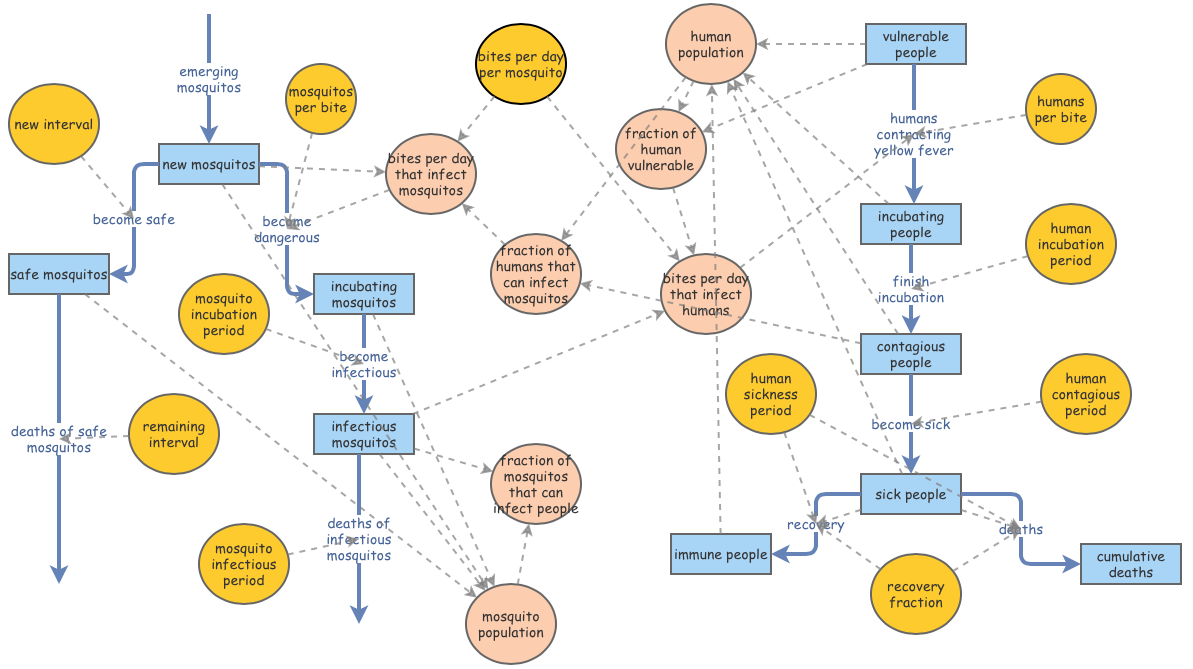 emerging
mosquitos
new interval
mosquitos
per bite
bites per day
per mosquito
human
population
vulnerable
people
humans
per bite
new mosquitos
bites per day
that infect
mosquitos
fraction of
human
vulnerable
humans
contracting
yellow fever
become safe
become
dangerous
incubating
people
human
incubation
period
safe mosquitos
incubating
mosquitos
fraction of
humans that
can infect
mosquitos
bites per day
that infect
humans
finish
incubation
mosquito
incubation
period
become
infectious
contagious
people
human
sickness
period
human
contagious
period
deaths of safe
mosquitos
remaining
interval
infectious
mosquitos
become sick
fraction of
mosquitos
that can
infect people
sick people
deaths of
infectious
mosquitos
recovery
deaths
mosquito
infectious
period
immune people
cumulative
deaths
recovery
fraction
mosquito
population